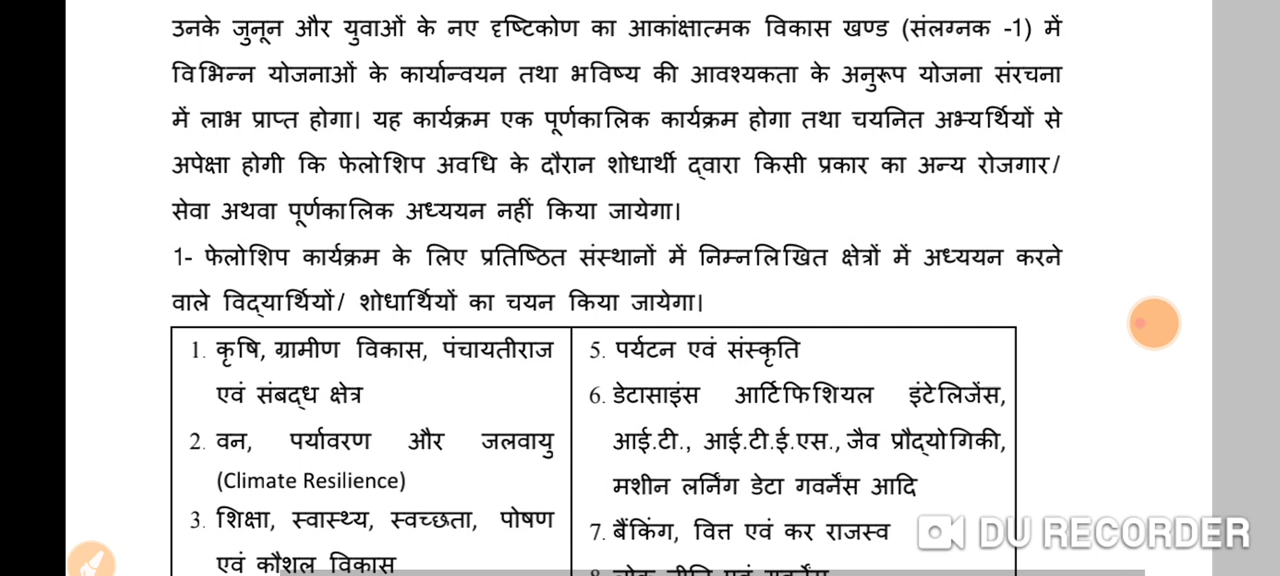 उनके जुनून और युवाओं के नए दृष्टिकोण का आकांक्षात्मक विकास खण्ड (संलग्नक -1) में
विभिन्न योजनाओं के कार्यान्वयन तथा भविष्य की आवश्यकता के अनुरूप योजना संरचना
में लाभ प्राप्त होगा। यह कार्यक्रम एक पूर्णकालिक कार्यक्रम होगा तथा चयनित अभ्यर्थियों से
अपेक्षा होगी कि फेलोशिप अवधि के दौरान शोधार्थी द्वारा किसी प्रकार का अन्य रोजगार/
सेवा अथवा पूर्णकालिक अध्ययन नहीं किया जायेगा।
1- फेलोशिप कार्यक्रम के लिए प्रतिष्ठित संस्थानों में निम्नलिखित क्षेत्रों में अध्ययन करने
वाले विद्यार्थियों/ शोधार्थियों का चयन किया जायेगा।
1. कृषि, ग्रामीण विकास, पंचायतीराज
एवं संबद्ध क्षेत्र
2. वन, पर्यावरण और जलवायु
(Climate Resilience)
3. शिक्षा, स्वास्थ्य, स्वच्छता, पोषण
एवं कौशल विकास
5. पर्यटन एवं संस्कृति
6. डेटासाइंस आर्टिफिशियल इंटेलिजेंस,
आई.टी., आई.टी.ई.एस., जैव प्रौद्योगिकी,
मशीन लर्निंग डेटा गवर्नेंस आदि
7. बैंकिंग, वित्त एवं कर राजस्व
8. लोक नीति एवं गवर्नेंस
DU RECORDER